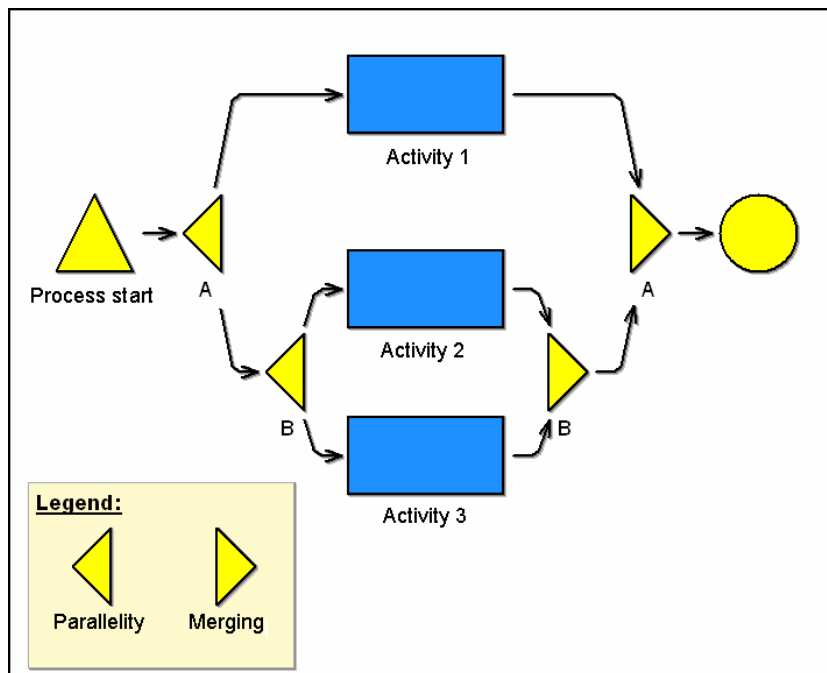 Activity 1
Process start
A
A
Activity 2
B
B
Activity 3
Legend:
Parallelity
Merging